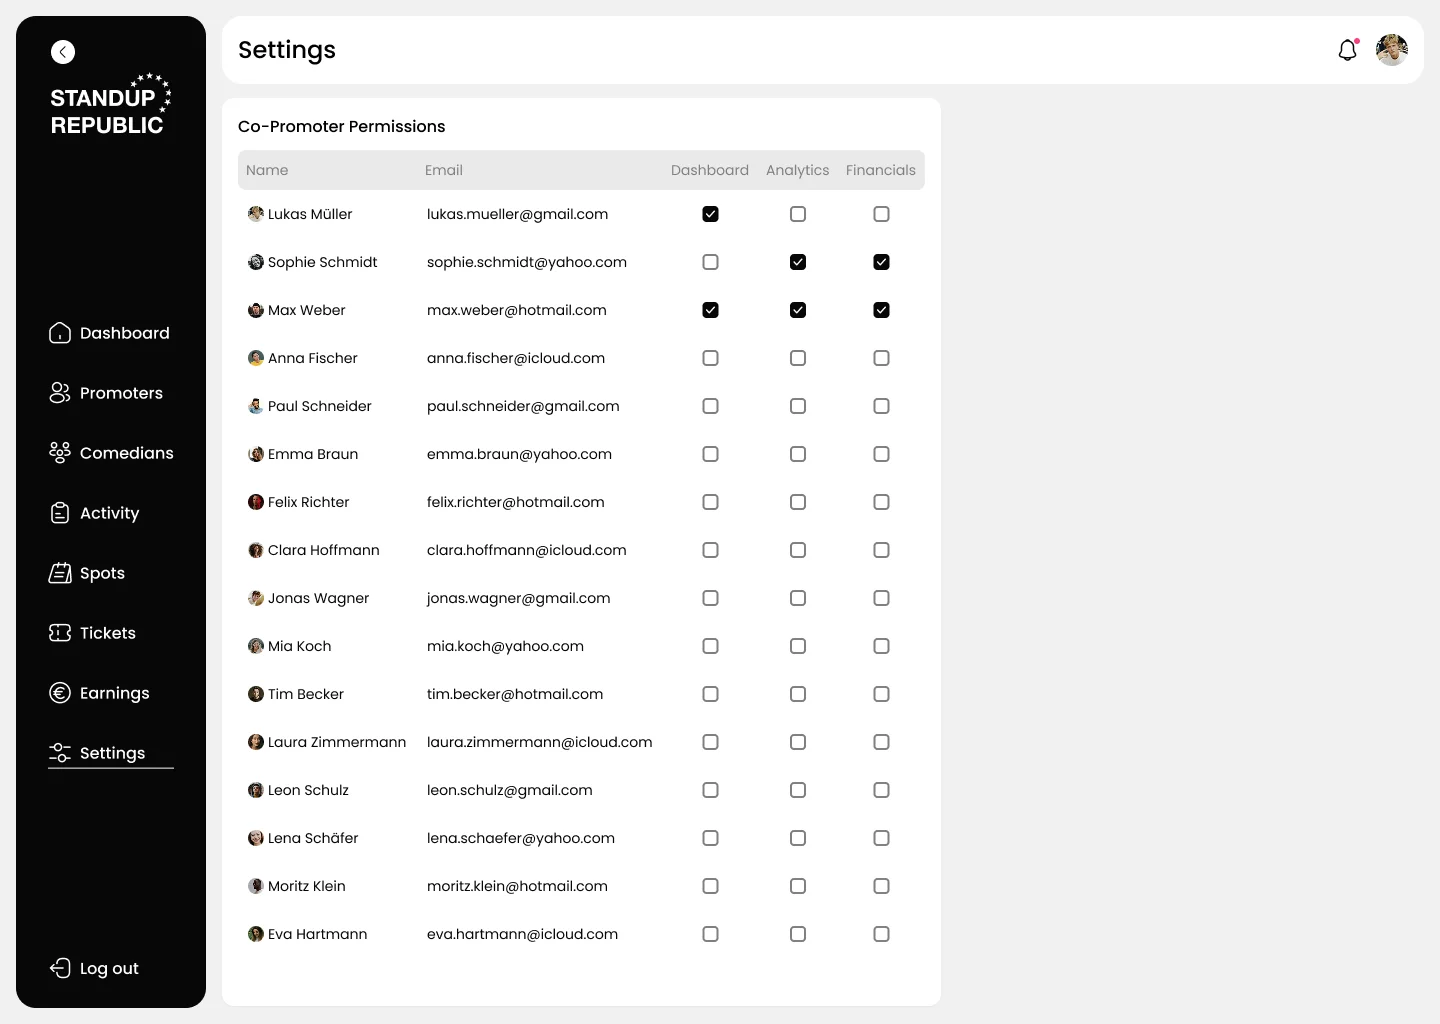 STANDUP
REPUBLIC
Dashboard
Promoters
Comedians
Activity
Spots
Tickets
Earnings
Settings
Log out
Settings
Co-Promoter Permissions
Name Email Dashboard Analytics Financials
Lukas Müller lukas.mueller@gmail.com
Sophie Schmidt sophie.schmidt@yahoo.com
Max Weber max.weber@hotmail.com
Anna Fischer anna.fischer@icloud.com
Paul Schneider paul.schneider@gmail.com
Emma Braun emma.braun@yahoo.com
Felix Richter felix.richter@hotmail.com
Clara Hoffmann clara.hoffmann@icloud.com
Jonas Wagner jonas.wagner@gmail.com
Mia Koch mia.koch@yahoo.com
Tim Becker tim.becker@hotmail.com
Laura Zimmermann laura.zimmermann@icloud.com
Leon Schulz leon.schulz@gmail.com
Lena Schäfer lena.schaefer@yahoo.com
Moritz Klein moritz.klein@hotmail.com
Eva Hartmann eva.hartmann@icloud.com